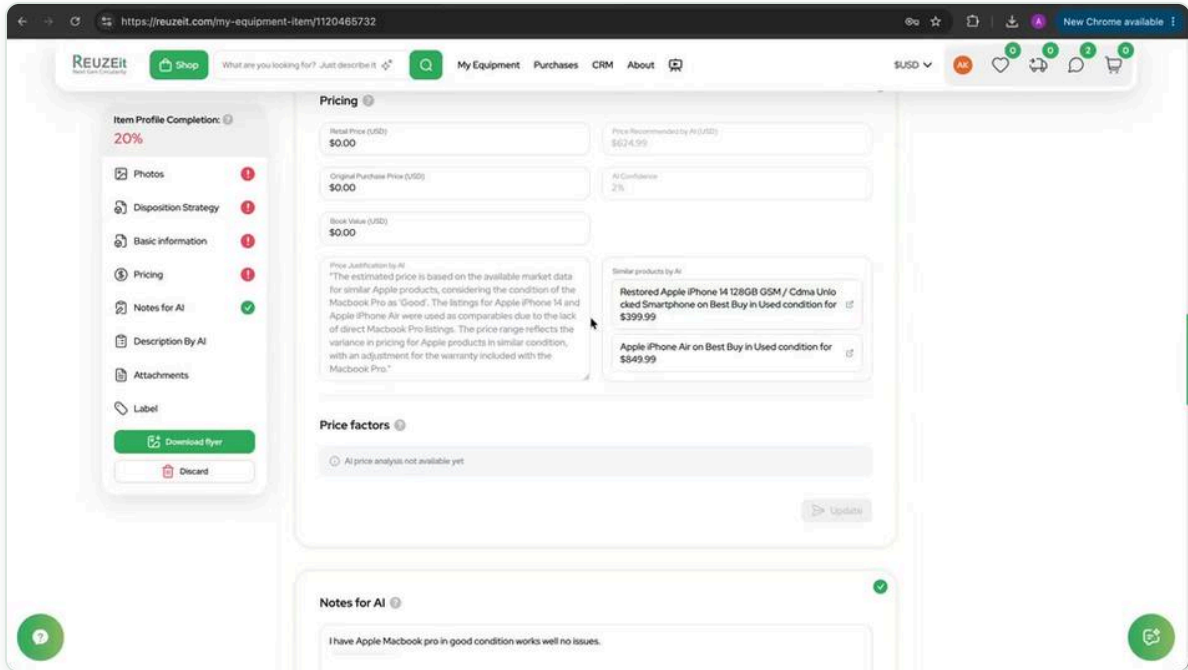 https://reuzeit.com/my-equipment-item/1120465732
New Chrome available
REUZEit
Next Gen Circularity
Shop
What are you looking for? Just describe it
My Equipment
Purchases
CRM
About
$USD
AK
0
0
2
0
Item Profile Completion:
20%
Photos
Disposition Strategy
Basic information
Pricing
Notes for AI
Description By AI
Attachments
Label
Download flyer
Discard
Pricing
Retail Price (USD)
$0.00
Price Recommended by AI (USD)
$624.99
Original Purchase Price (USD)
$0.00
AI Confidence
2%
Book Value (USD)
$0.00
Price Justification by AI
"The estimated price is based on the available market data
for similar Apple products, considering the condition of the
Macbook Pro as 'Good'. The listings for Apple iPhone 14 and
Apple iPhone Air were used as comparables due to the lack
of direct Macbook Pro listings. The price range reflects the
variance in pricing for Apple products in similar condition,
with an adjustment for the warranty included with the
Macbook Pro."
Similar products by AI
Restored Apple iPhone 14 128GB GSM / Cdma Unlo
cked Smartphone on Best Buy in Used condition for
$399.99
Apple iPhone Air on Best Buy in Used condition for
$849.99
Price factors
AI price analysis not available yet
Update
Notes for AI
I have Apple Macbook pro in good condition works well no issues.